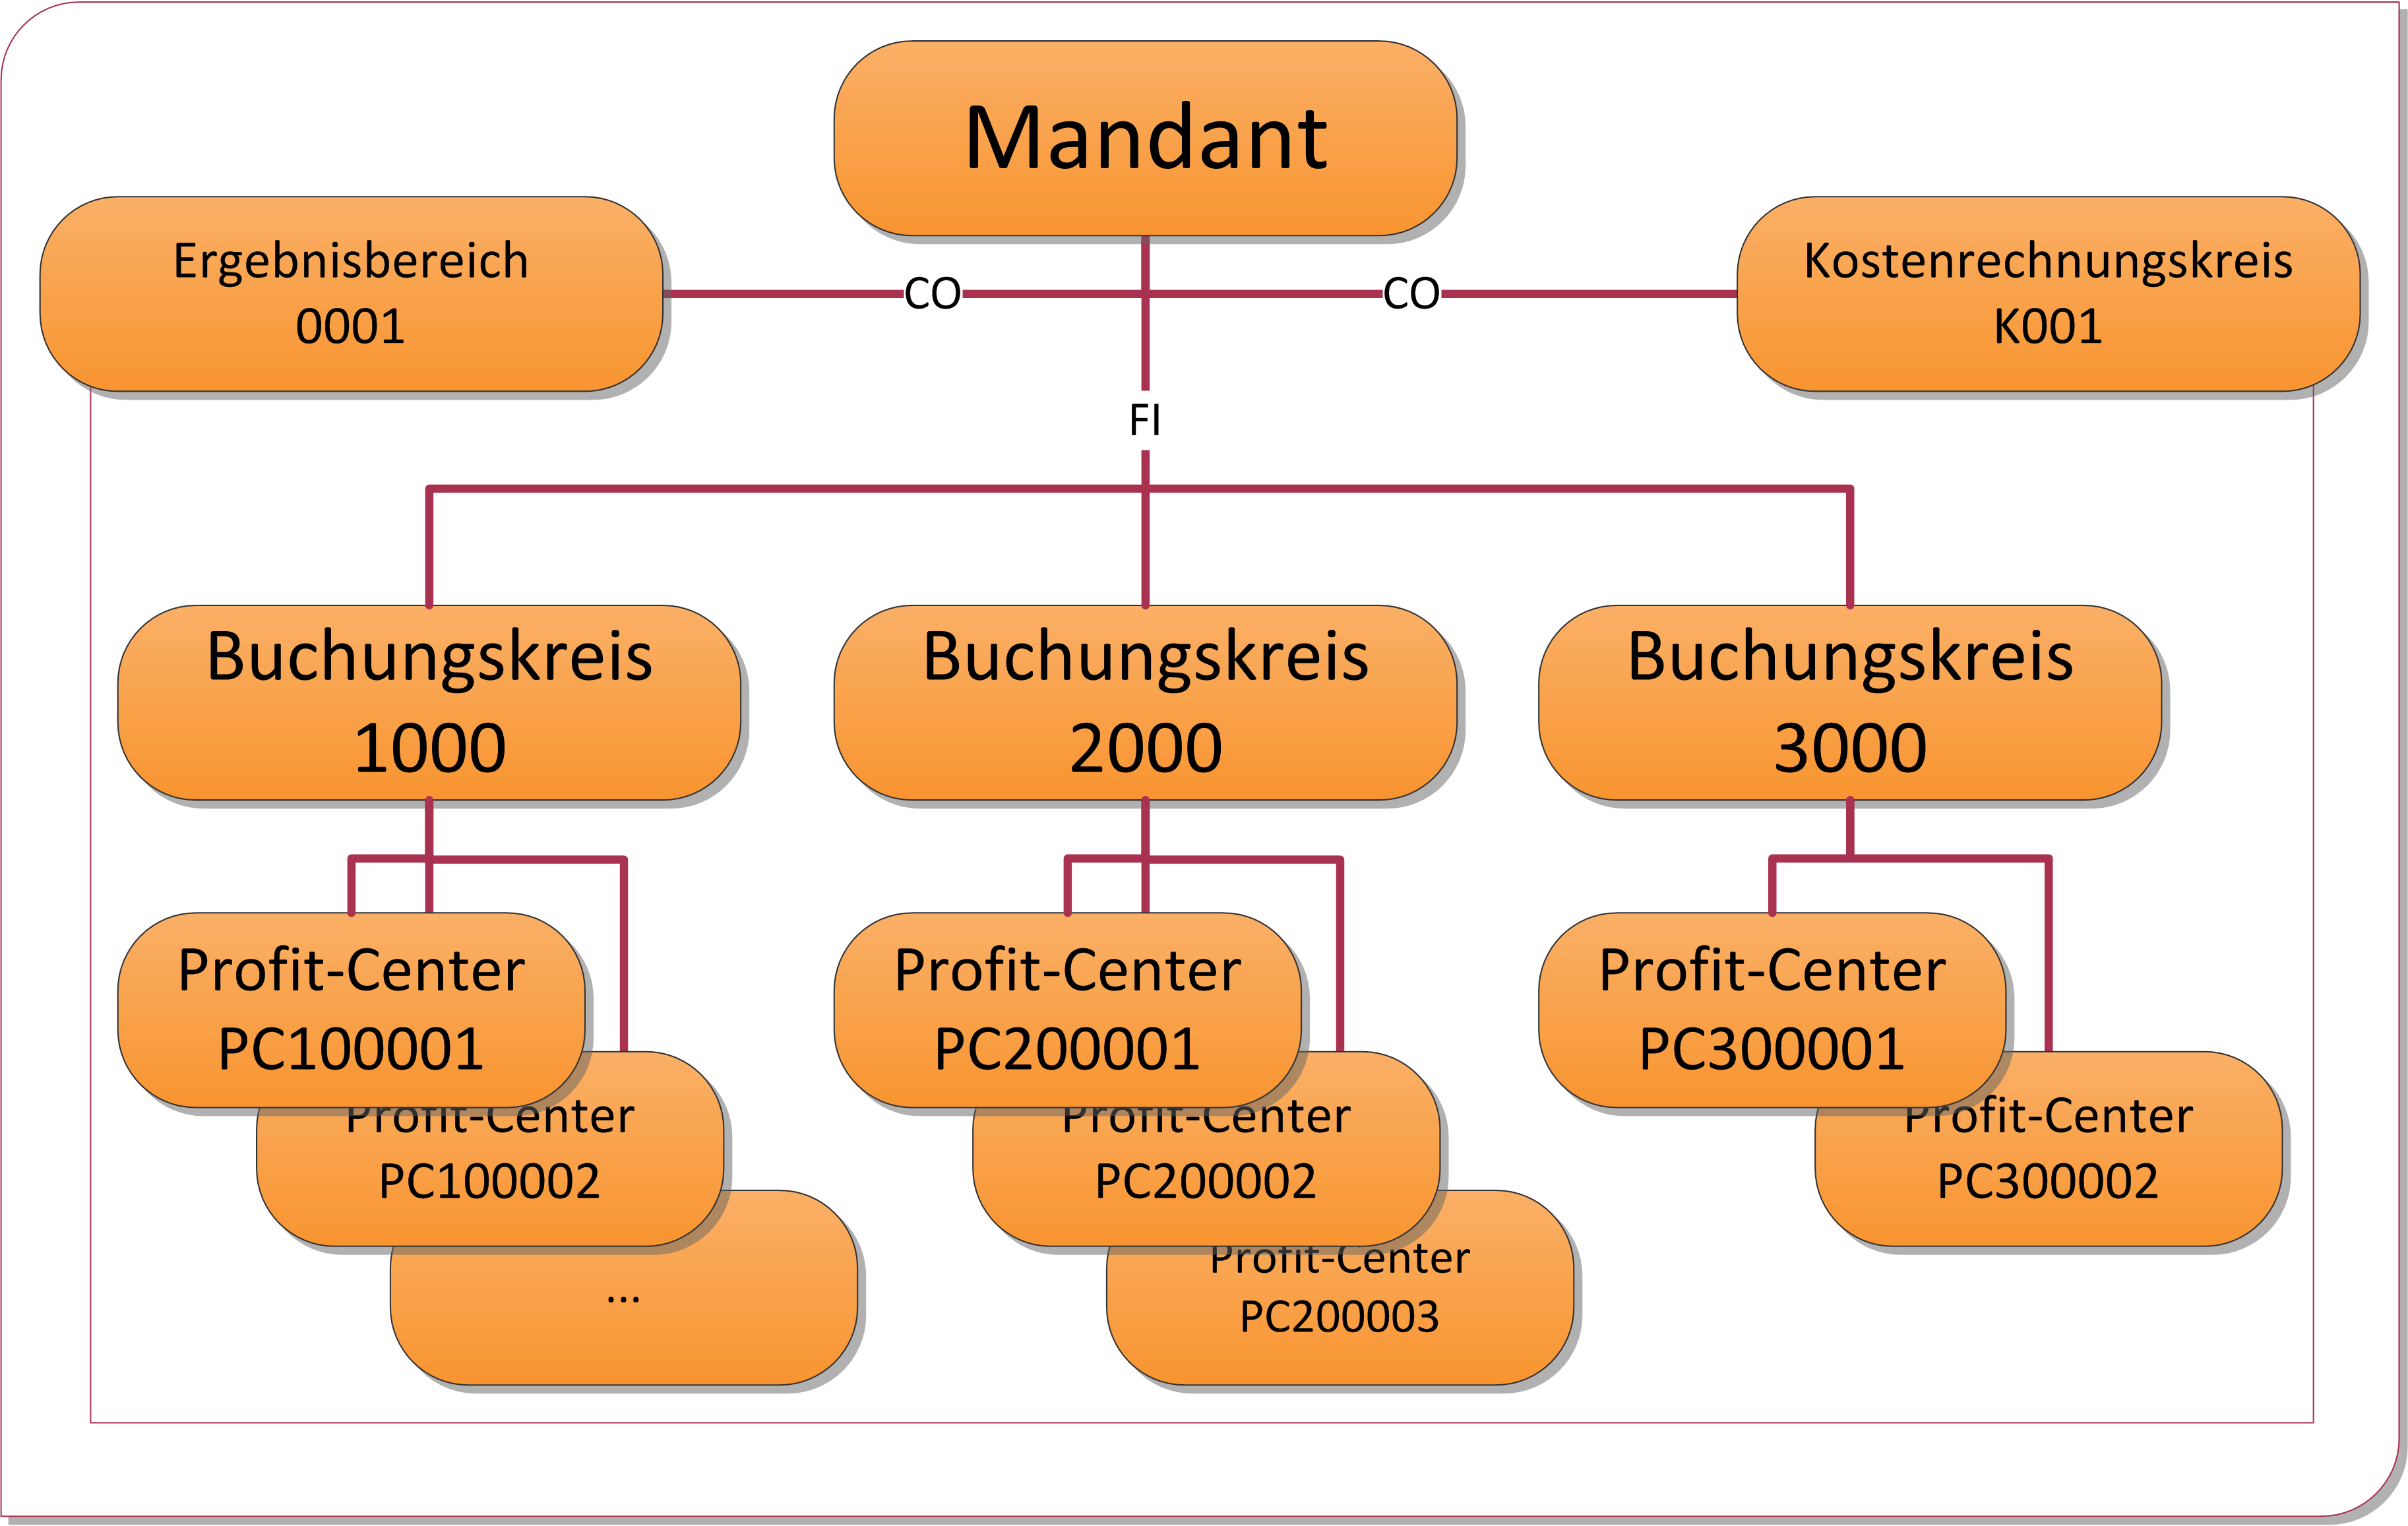 Mandant
Ergebnisbereich
0001
Kostenrechnungskreis
K001
CO
CO
FI
Buchungskreis
1000
Buchungskreis
2000
Buchungskreis
3000
Profit-Center
PC100001
Profit-Center
PC100002
...
Profit-Center
PC200001
Profit-Center
PC200002
Profit-Center
PC200003
Profit-Center
PC300001
Profit-Center
PC300002